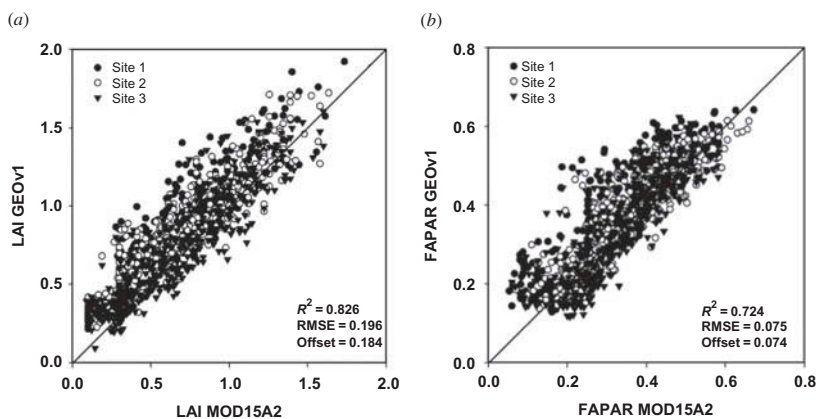 (a)
2.0
1.5
1.0
0.5
0.0
LAI GEOv1
Site 1
Site 2
Site 3
R² = 0.826
RMSE = 0.196
Offset = 0.184
0.0 0.5 1.0 1.5 2.0
LAI MOD15A2
(b)
0.8
0.6
0.4
0.2
0.0
FAPAR GEOv1
Site 1
Site 2
Site 3
R² = 0.724
RMSE = 0.075
Offset = 0.074
0.0 0.2 0.4 0.6 0.8
FAPAR MOD15A2